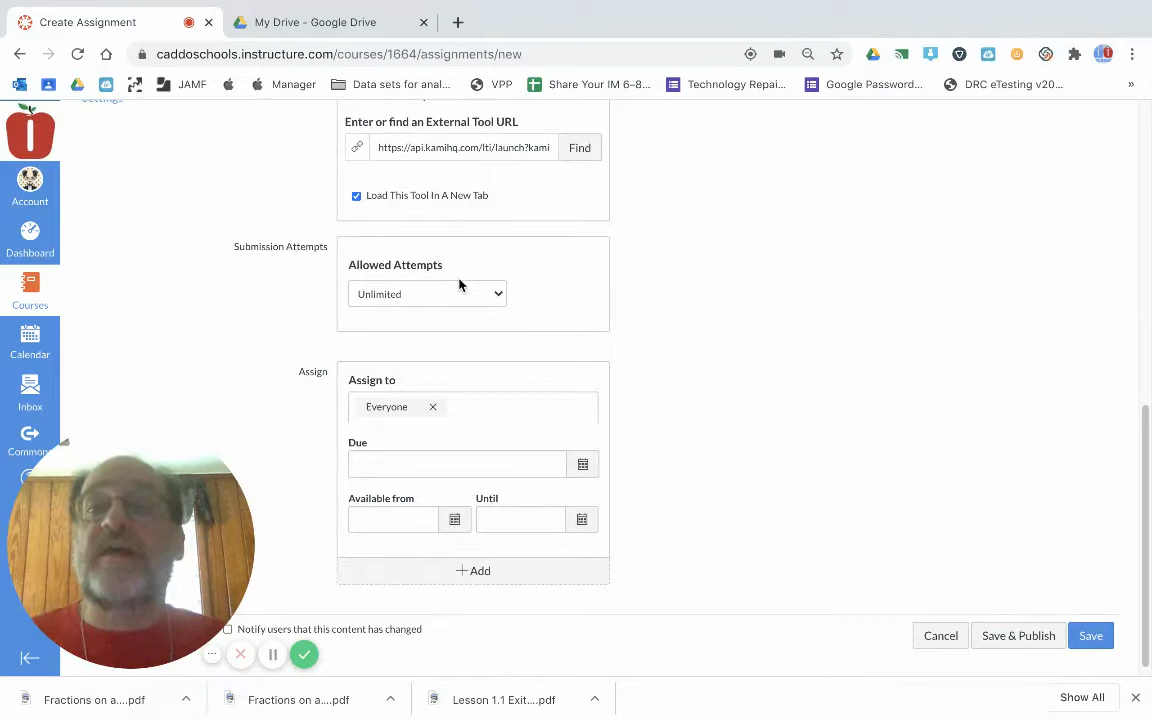 Create Assignment
My Drive - Google Drive
caddoschools.instructure.com/courses/1664/assignments/new
JAMF
Manager
Data sets for anal...
VPP
Share Your IM 6–8...
Technology Repai...
Google Password...
DRC eTesting v20...
»
Settings
Enter or find an External Tool URL
https://api.kamihq.com/lti/launch?kami
Find
Load This Tool In A New Tab
Account
Dashboard
Courses
Calendar
Inbox
Common
Submission Attempts
Allowed Attempts
Unlimited
Assign
Assign to
Everyone
Due
Available from
Until
+ Add
Notify users that this content has changed
Cancel
Save & Publish
Save
Fractions on a....pdf
Fractions on a....pdf
Lesson 1.1 Exit....pdf
Show All